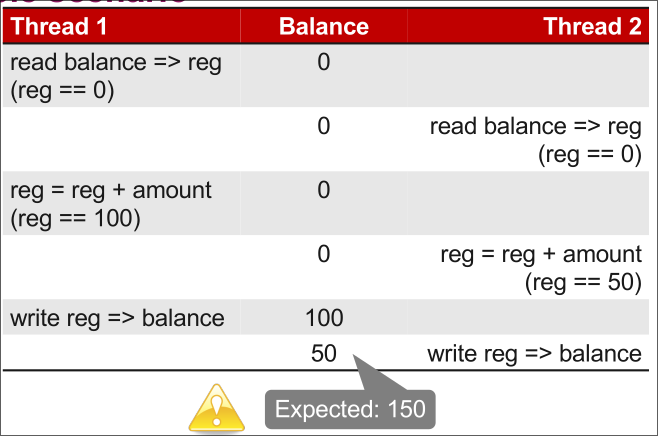 Thread 1 Balance Thread 2
read balance => reg 0
(reg == 0)
0 read balance => reg
(reg == 0)
reg = reg + amount 0
(reg == 100)
0 reg = reg + amount
(reg == 50)
write reg => balance 100
50 write reg => balance
Expected: 150